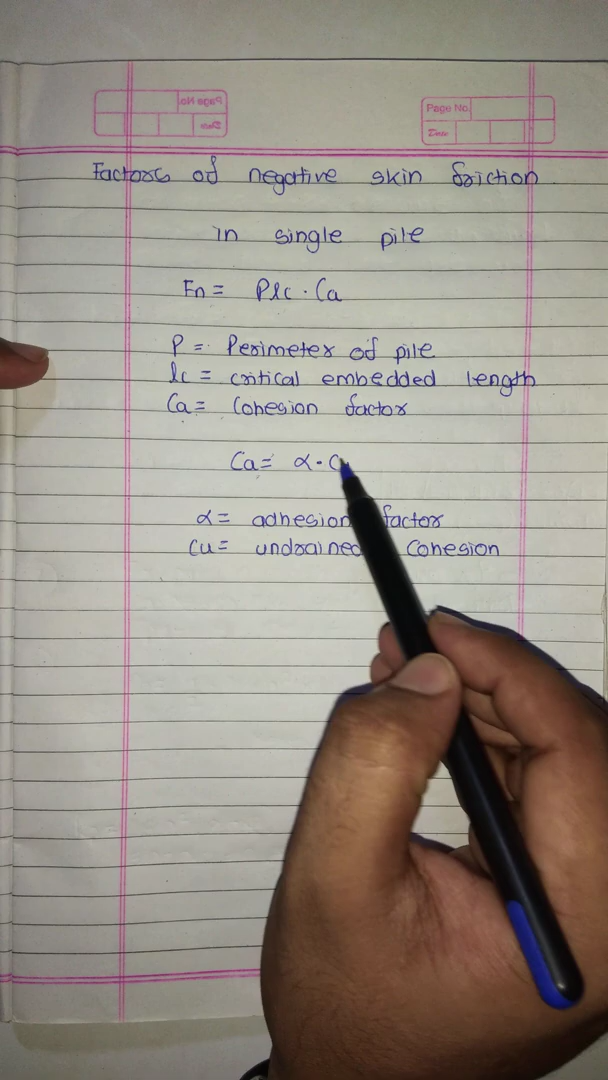 Page No.
Date
Factors of negative skin friction
in single pile
Fn = Plc . Ca
P = Perimeter of pile
lc = critical embedded length
Ca = Cohesion factor
Ca = α . C
α = adhesion factor
Cu = undrained Cohesion